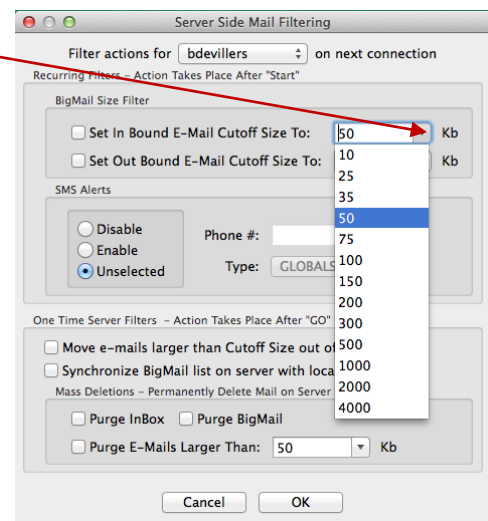 Server Side Mail Filtering
Filter actions for bdevillers on next connection
Recurring Filters – Action Takes Place After "Start"
BigMail Size Filter
Set In Bound E-Mail Cutoff Size To: 50 Kb
Set Out Bound E-Mail Cutoff Size To: Kb
10
25
35
50
75
100
150
200
300
500
1000
2000
4000
SMS Alerts
Disable
Enable
Unselected
Phone #:
Type: GLOBALS
One Time Server Filters – Action Takes Place After "GO"
Move e-mails larger than Cutoff Size out of
Synchronize BigMail list on server with loca
Mass Deletions – Permanently Delete Mail on Server
Purge InBox Purge BigMail
Purge E-Mails Larger Than: 50 Kb
Cancel OK